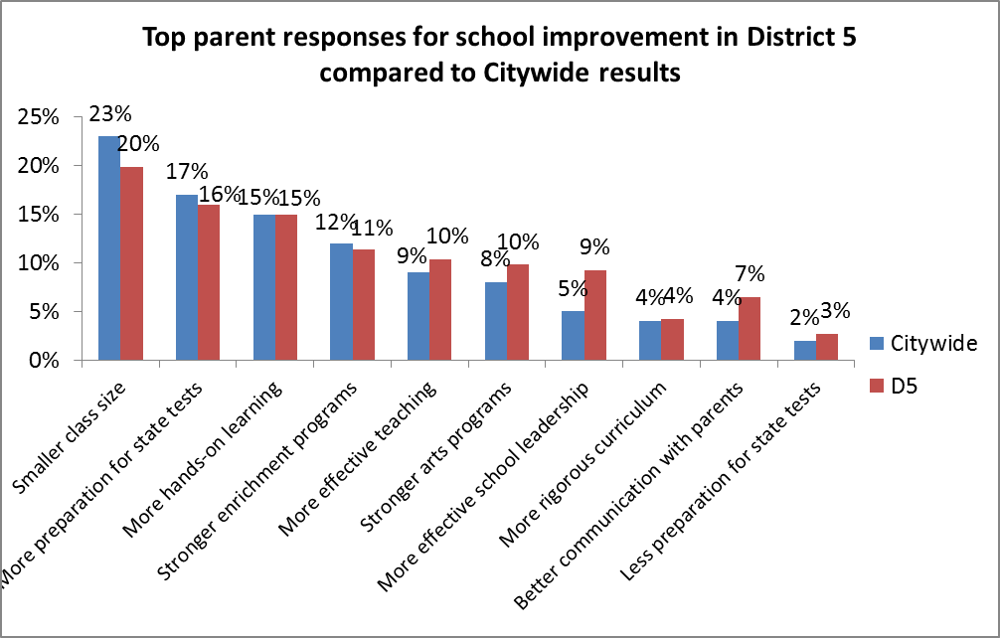 Top parent responses for school improvement in District 5
compared to Citywide results
25%
20%
15%
10%
5%
0%
23%
20%
17%
16%
15%
15%
12%
11%
9%
10%
8%
10%
5%
9%
4%
4%
4%
7%
2%
3%
Smaller class size
More preparation for state tests
More hands-on learning
Stronger enrichment programs
More effective teaching
Stronger arts programs
More effective school leadership
More rigorous curriculum
Better communication with parents
Less preparation for state tests
Citywide
D5